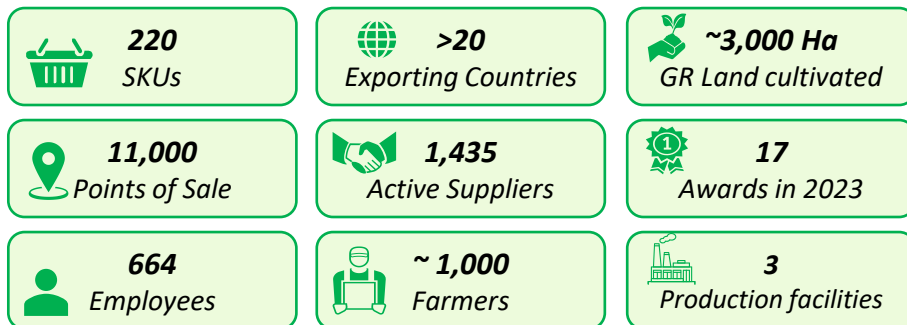 220
SKUs
>20
Exporting Countries
~3,000 Ha
GR Land cultivated
11,000
Points of Sale
1,435
Active Suppliers
1
17
Awards in 2023
664
Employees
~ 1,000
Farmers
3
Production facilities